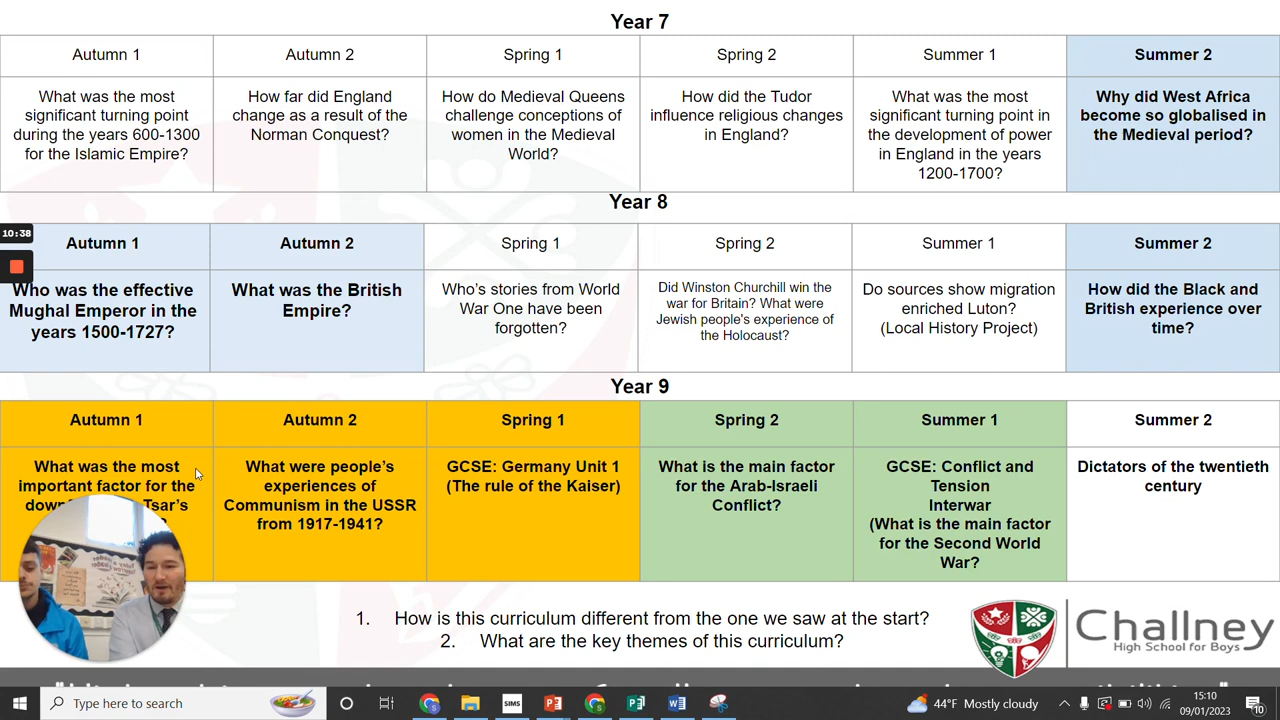 Year 7
Autumn 1
Autumn 2
Spring 1
Spring 2
Summer 1
Summer 2
What was the most
significant turning point
during the years 600-1300
for the Islamic Empire?
How far did England
change as a result of the
Norman Conquest?
How do Medieval Queens
challenge conceptions of
women in the Medieval
World?
How did the Tudor
influence religious changes
in England?
What was the most
significant turning point in
the development of power
in England in the years
1200-1700?
Why did West Africa
become so globalised in
the Medieval period?
Year 8
10:38
Autumn 1
Autumn 2
Spring 1
Spring 2
Summer 1
Summer 2
Who was the effective
Mughal Emperor in the
years 1500-1727?
What was the British
Empire?
Who's stories from World
War One have been
forgotten?
Did Winston Churchill win the
war for Britain? What were
Jewish people's experience of
the Holocaust?
Do sources show migration
enriched Luton?
(Local History Project)
How did the Black and
British experience over
time?
Year 9
Autumn 1
Autumn 2
Spring 1
Spring 2
Summer 1
Summer 2
What was the most
important factor for the
Tsar's
What were people's
experiences of
Communism in the USSR
from 1917-1941?
GCSE: Germany Unit 1
(The rule of the Kaiser)
What is the main factor
for the Arab-Israeli
Conflict?
GCSE: Conflict and
Tension
Interwar
(What is the main factor
for the Second World
War?
Dictators of the twentieth
century
1. How is this curriculum different from the one we saw at the start?
2. What are the key themes of this curriculum?
Challney
High School for Boys
Type here to search
SIMS
44°F Mostly cloudy
15:10
09/01/2023
10